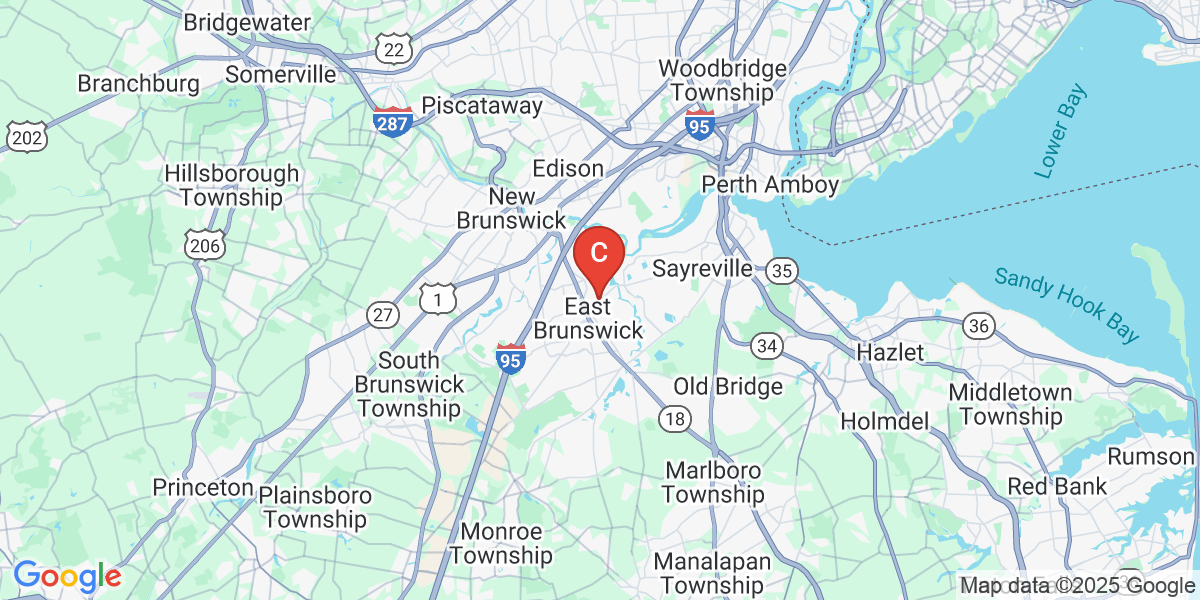 Bridgewater
22
Somerville
Branchburg
Woodbridge
Township
Piscataway
202
287
95
Lower Bay
Edison
Hillsborough
Township
Perth Amboy
New
Brunswick
206
C
Sayreville
35
Sandy Hook Bay
1
27
East
Brunswick
36
95
34
Hazlet
South
Brunswick
Township
Old Bridge
Middletown
Township
18
Holmdel
Rumson
Marlboro
Township
Princeton
Plainsboro
Township
Red Bank
Monroe
Township
Manalapan
Township
Google
Map data ©2025 Google